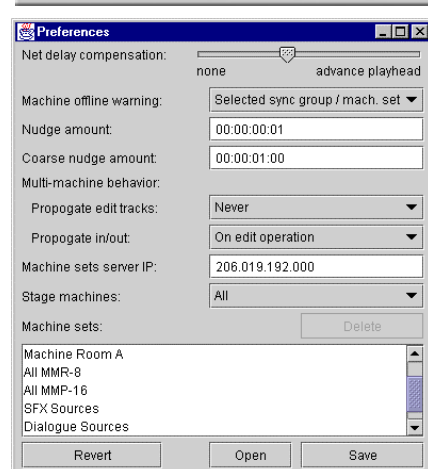 Preferences
Net delay compensation:
none advance playhead
Machine offline warning: Selected sync group / mach. set
Nudge amount: 00:00:00:01
Coarse nudge amount: 00:00:01:00
Multi-machine behavior:
Propogate edit tracks: Never
Propogate in/out: On edit operation
Machine sets server IP: 206.019.192.000
Stage machines: All
Machine sets: Delete
Machine Room A
All MMR-8
All MMP-16
SFX Sources
Dialogue Sources
Revert Open Save